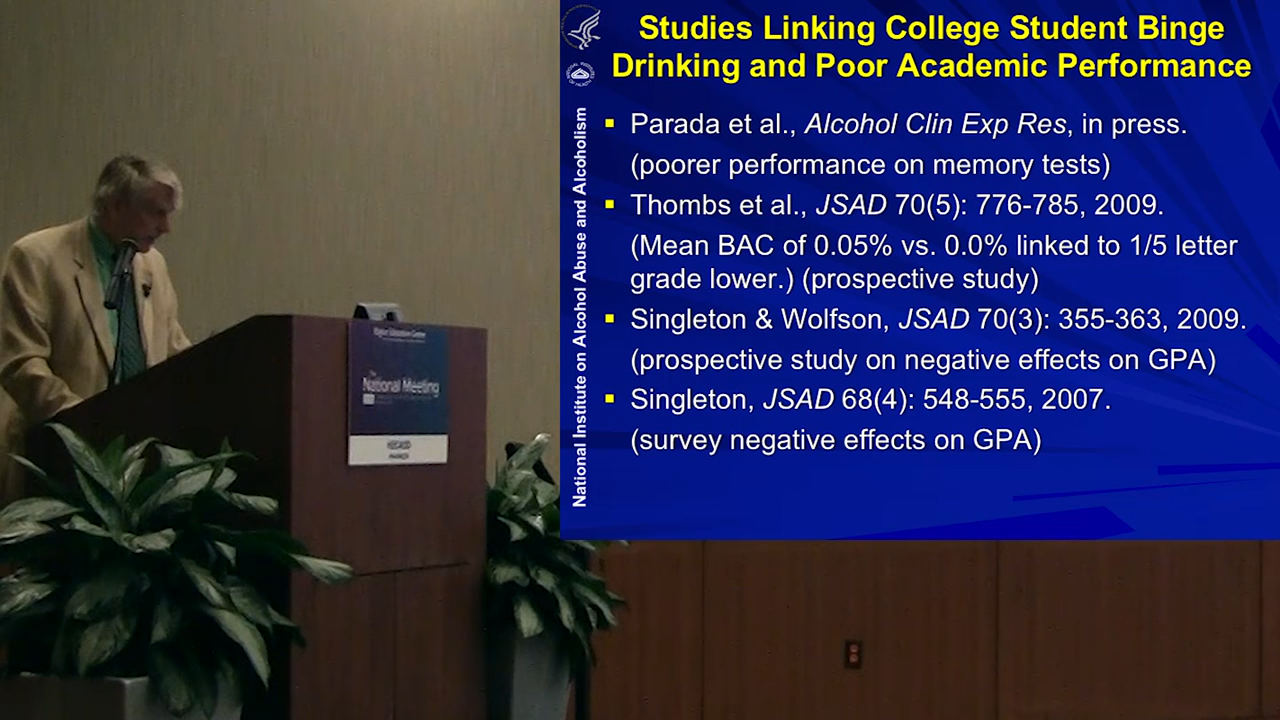 Studies Linking College Student Binge
Drinking and Poor Academic Performance
National Institute on Alcohol Abuse and Alcoholism
▪ Parada et al., Alcohol Clin Exp Res, in press.
(poorer performance on memory tests)
▪ Thombs et al., JSAD 70(5): 776-785, 2009.
(Mean BAC of 0.05% vs. 0.0% linked to 1/5 letter
grade lower.) (prospective study)
▪ Singleton & Wolfson, JSAD 70(3): 355-363, 2009.
(prospective study on negative effects on GPA)
▪ Singleton, JSAD 68(4): 548-555, 2007.
(survey negative effects on GPA)
Higher Education Center
The
National Meeting